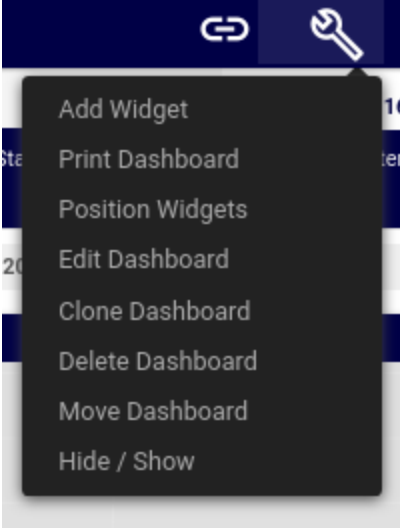 Add Widget
Print Dashboard
Position Widgets
Edit Dashboard
Clone Dashboard
Delete Dashboard
Move Dashboard
Hide / Show